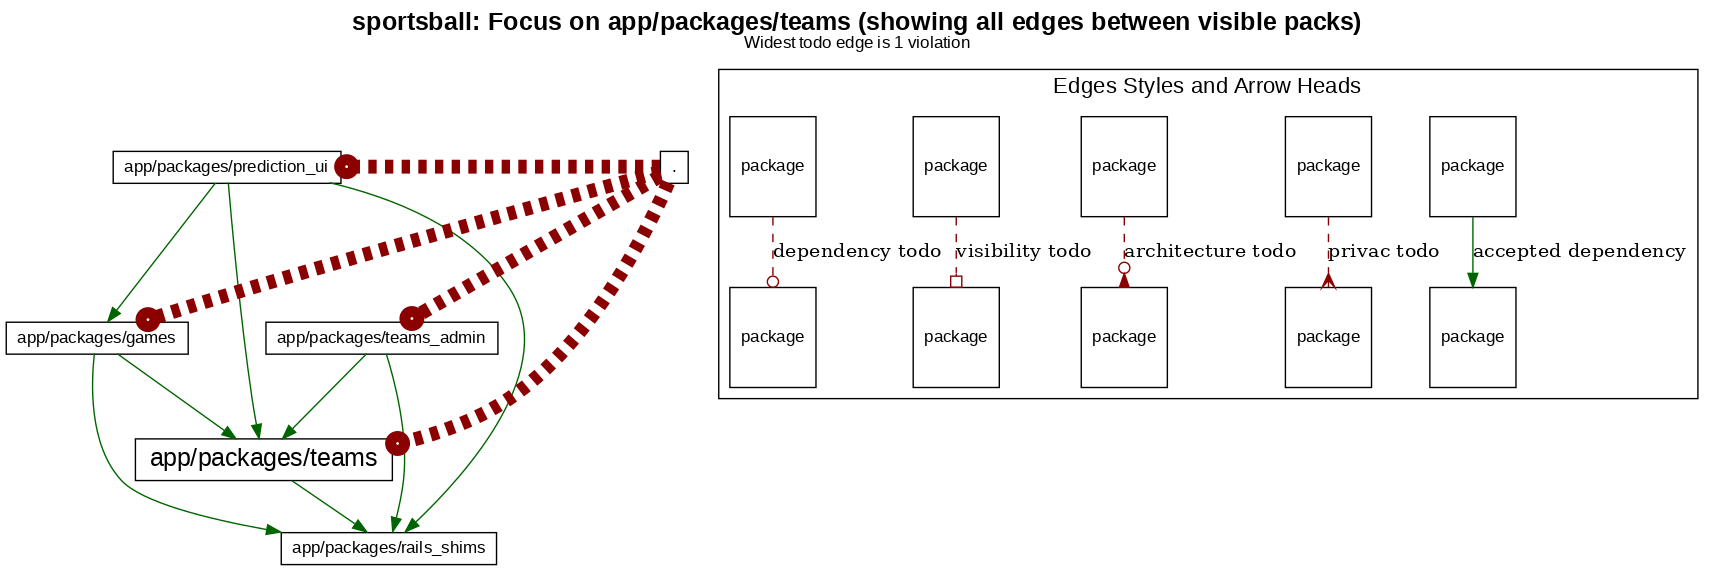 sportsball: Focus on app/packages/teams (showing all edges between visible packs)
Widest todo edge is 1 violation
app/packages/prediction_ui
.
app/packages/games
app/packages/teams_admin
app/packages/teams
app/packages/rails_shims
Edges Styles and Arrow Heads
package
package
package
package
package
dependency todo
visibility todo
architecture todo
privac todo
accepted dependency
package
package
package
package
package